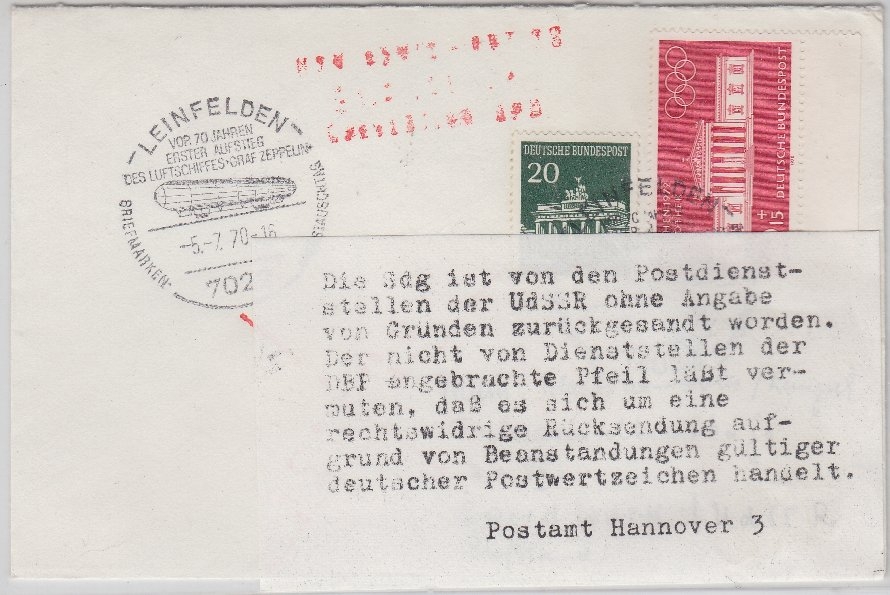 LEINFELDEN
VOR 70 JAHREN
ERSTER AUFSTIEG
DES LUFTSCHIFFES·GRAF ZEPPELIN·
BRIEFMARKEN-
-5.-7. 70-16
702
DEUTSCHE BUNDESPOST
20
DEUTSCHE BUNDESPOST
+15
Die Sdg ist von den Postdienst-
stellen der UdSSR ohne Angabe
von Gründen zurückgesandt worden.
Der nicht von Dienststellen der
DBP angebrachte Pfeil läßt ver-
muten, daß es sich um eine
rechtswidrige Rücksendung auf-
grund von Beanstandungen gültiger
deutscher Postwertzeichen handelt.
Postamt Hannover 3